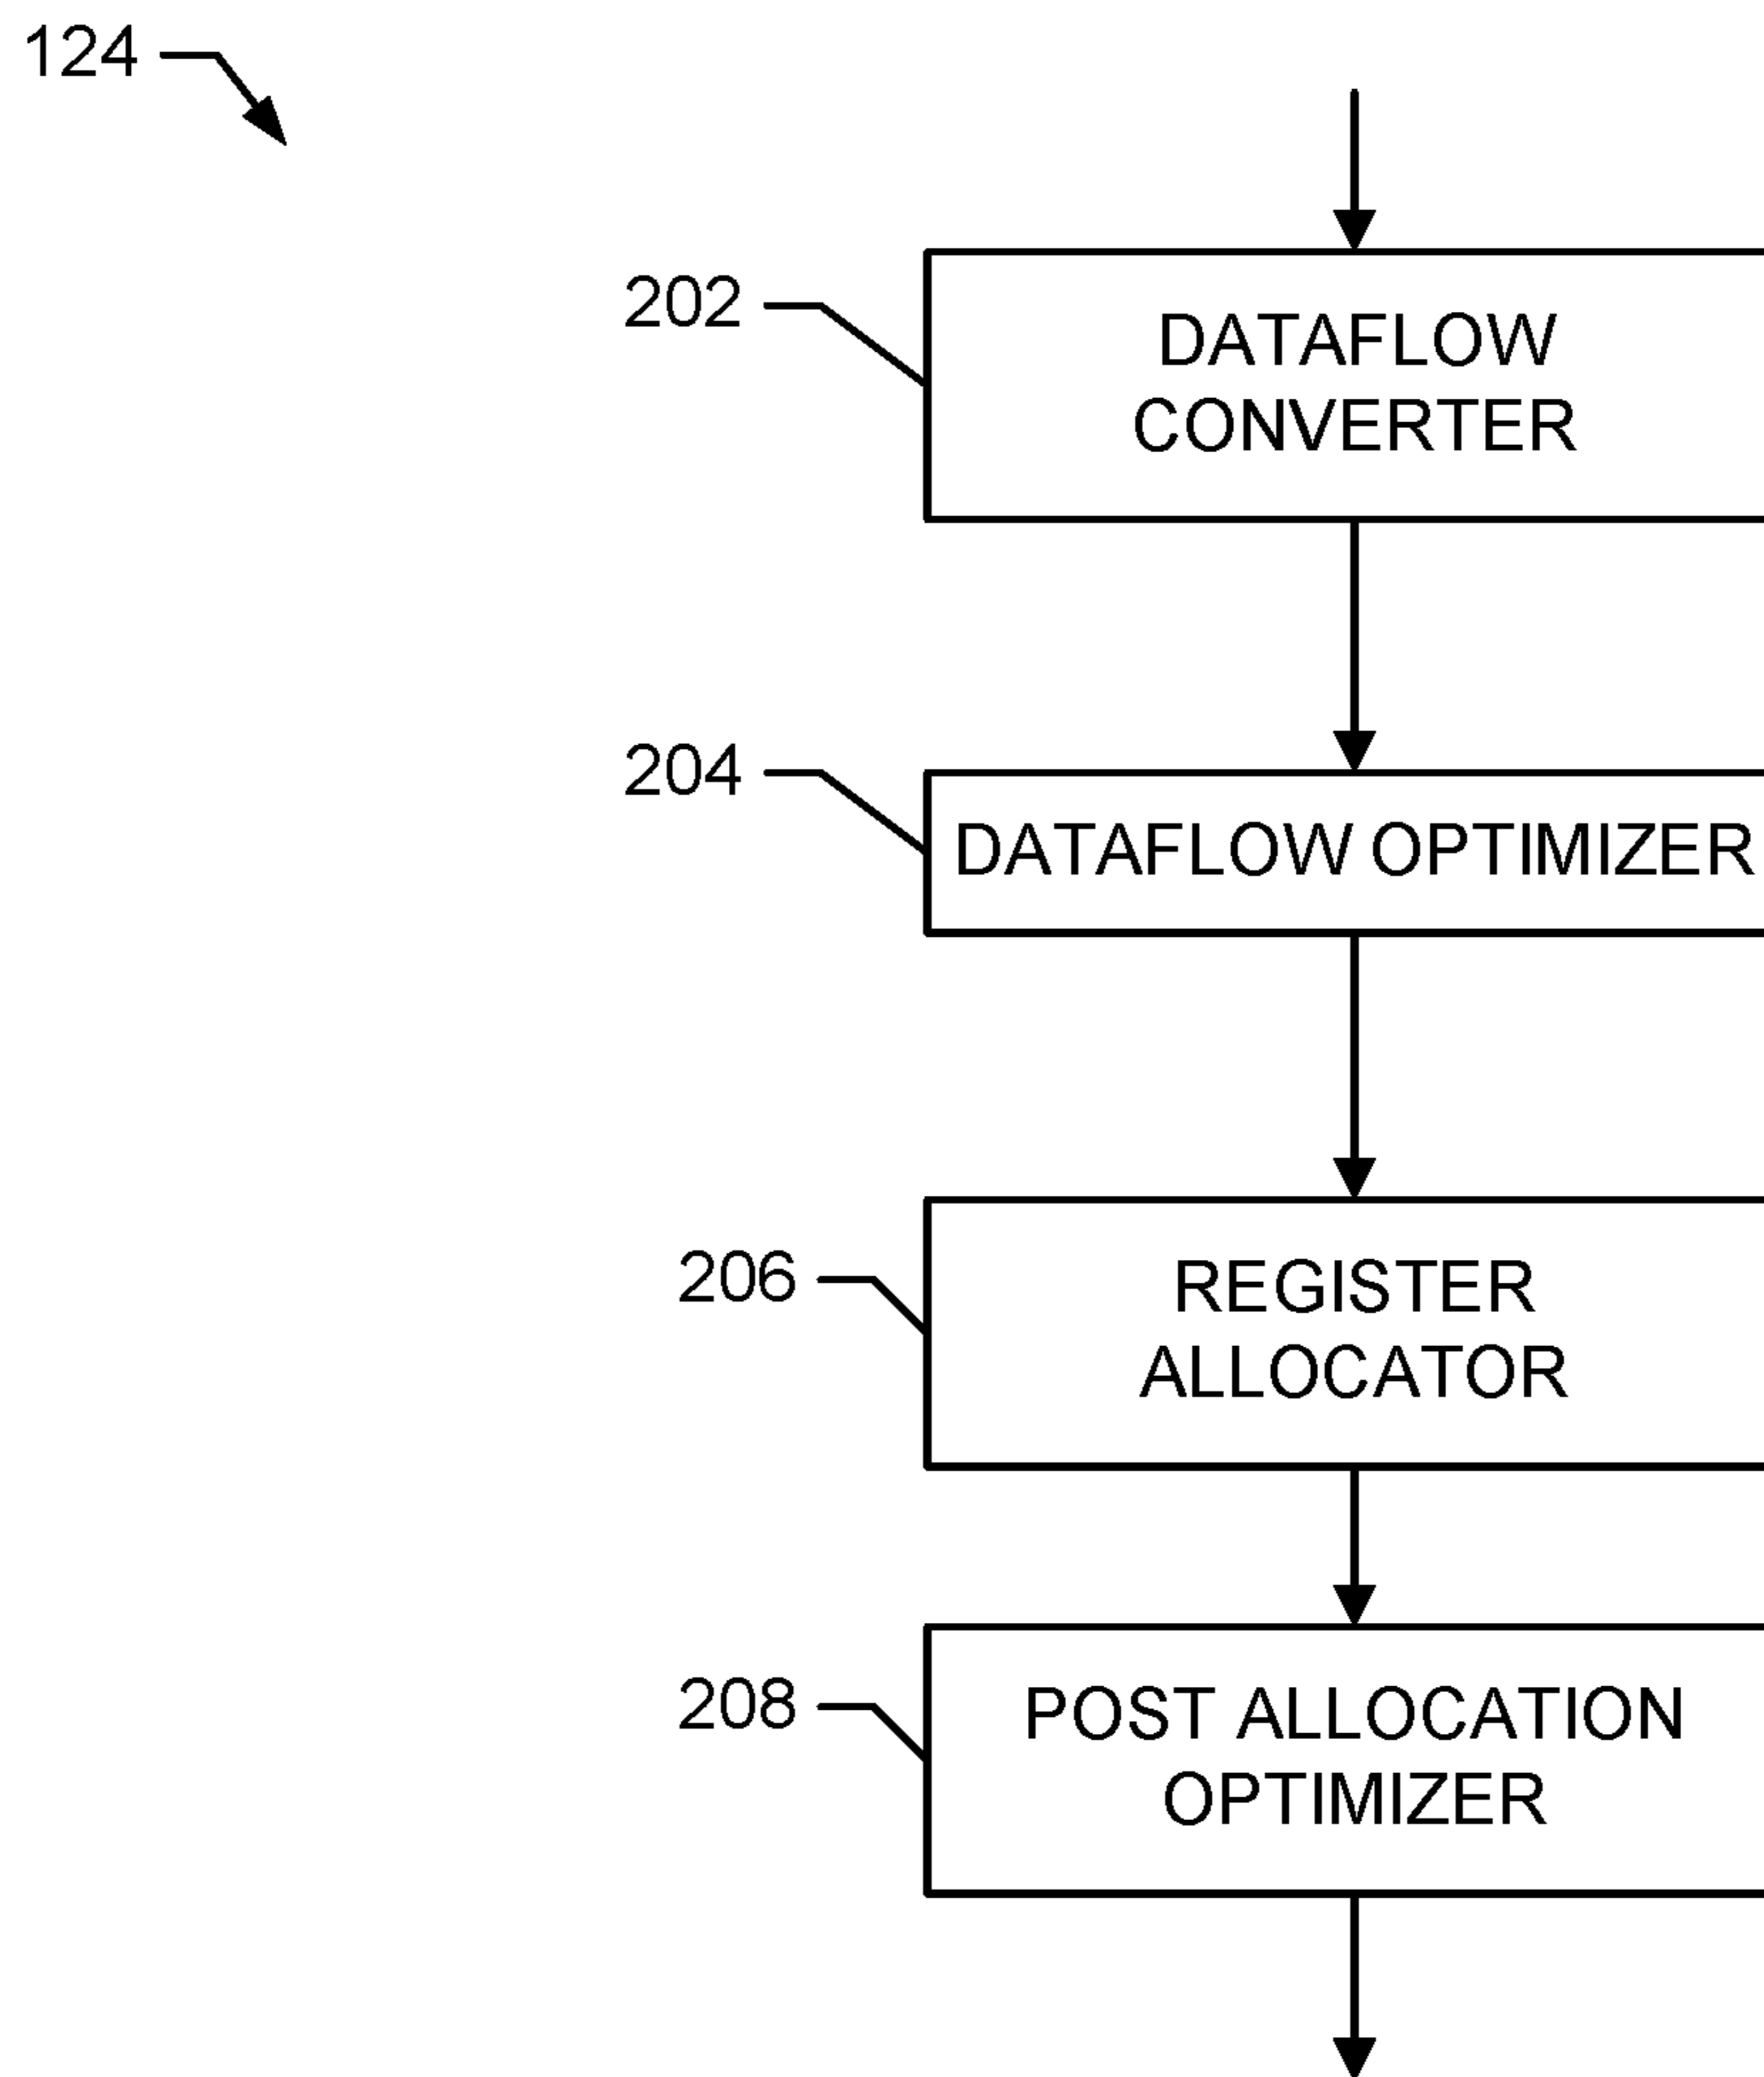 124
202
DATAFLOW
CONVERTER
204
DATAFLOW OPTIMIZER
206
REGISTER
ALLOCATOR
208
POST ALLOCATION
OPTIMIZER